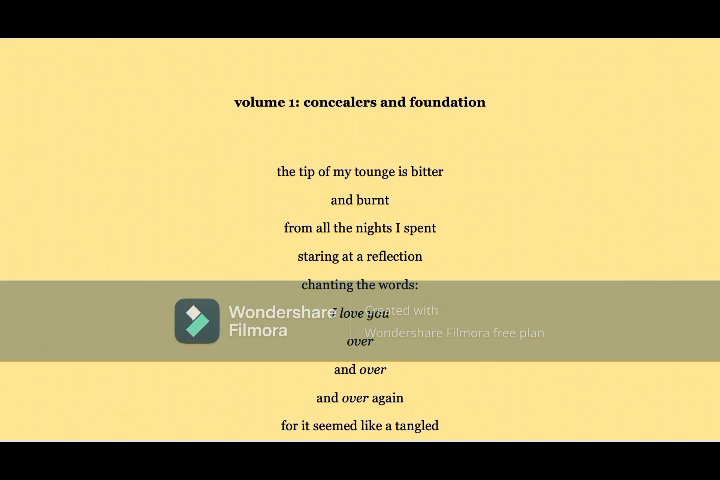 volume 1: concealers and foundation
the tip of my tounge is bitter
and burnt
from all the nights I spent
staring at a reflection
chanting the words:
I love you
over
and over
and over again
for it seemed like a tangled
Wondershare
Filmora
Created with
Wondershare Filmora free plan